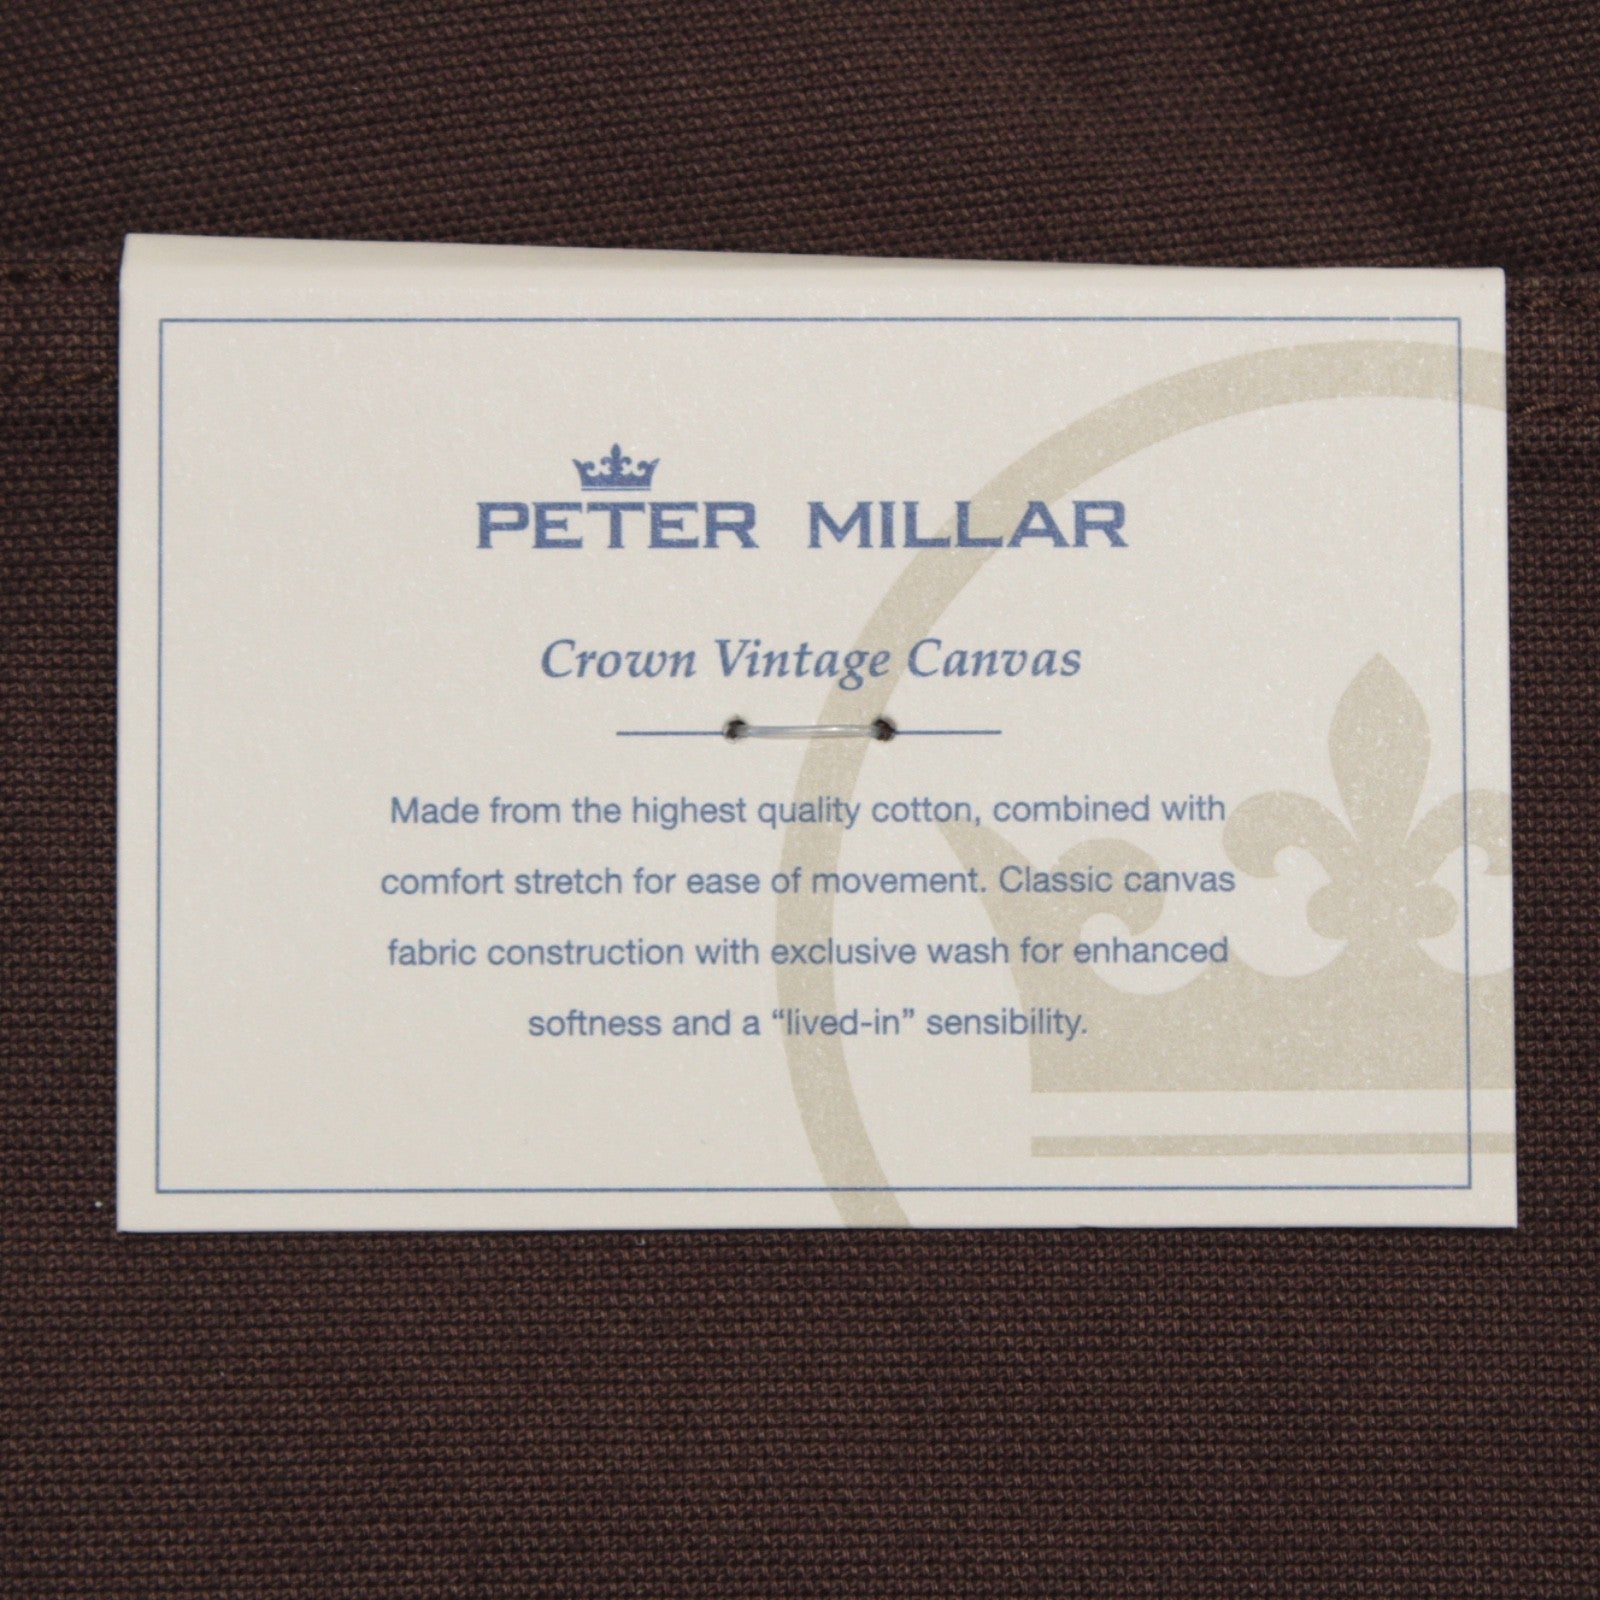 PETER MILLAR
Crown Vintage Canvas
Made from the highest quality cotton, combined with
comfort stretch for ease of movement. Classic canvas
fabric construction with exclusive wash for enhanced
softness and a “lived-in” sensibility.